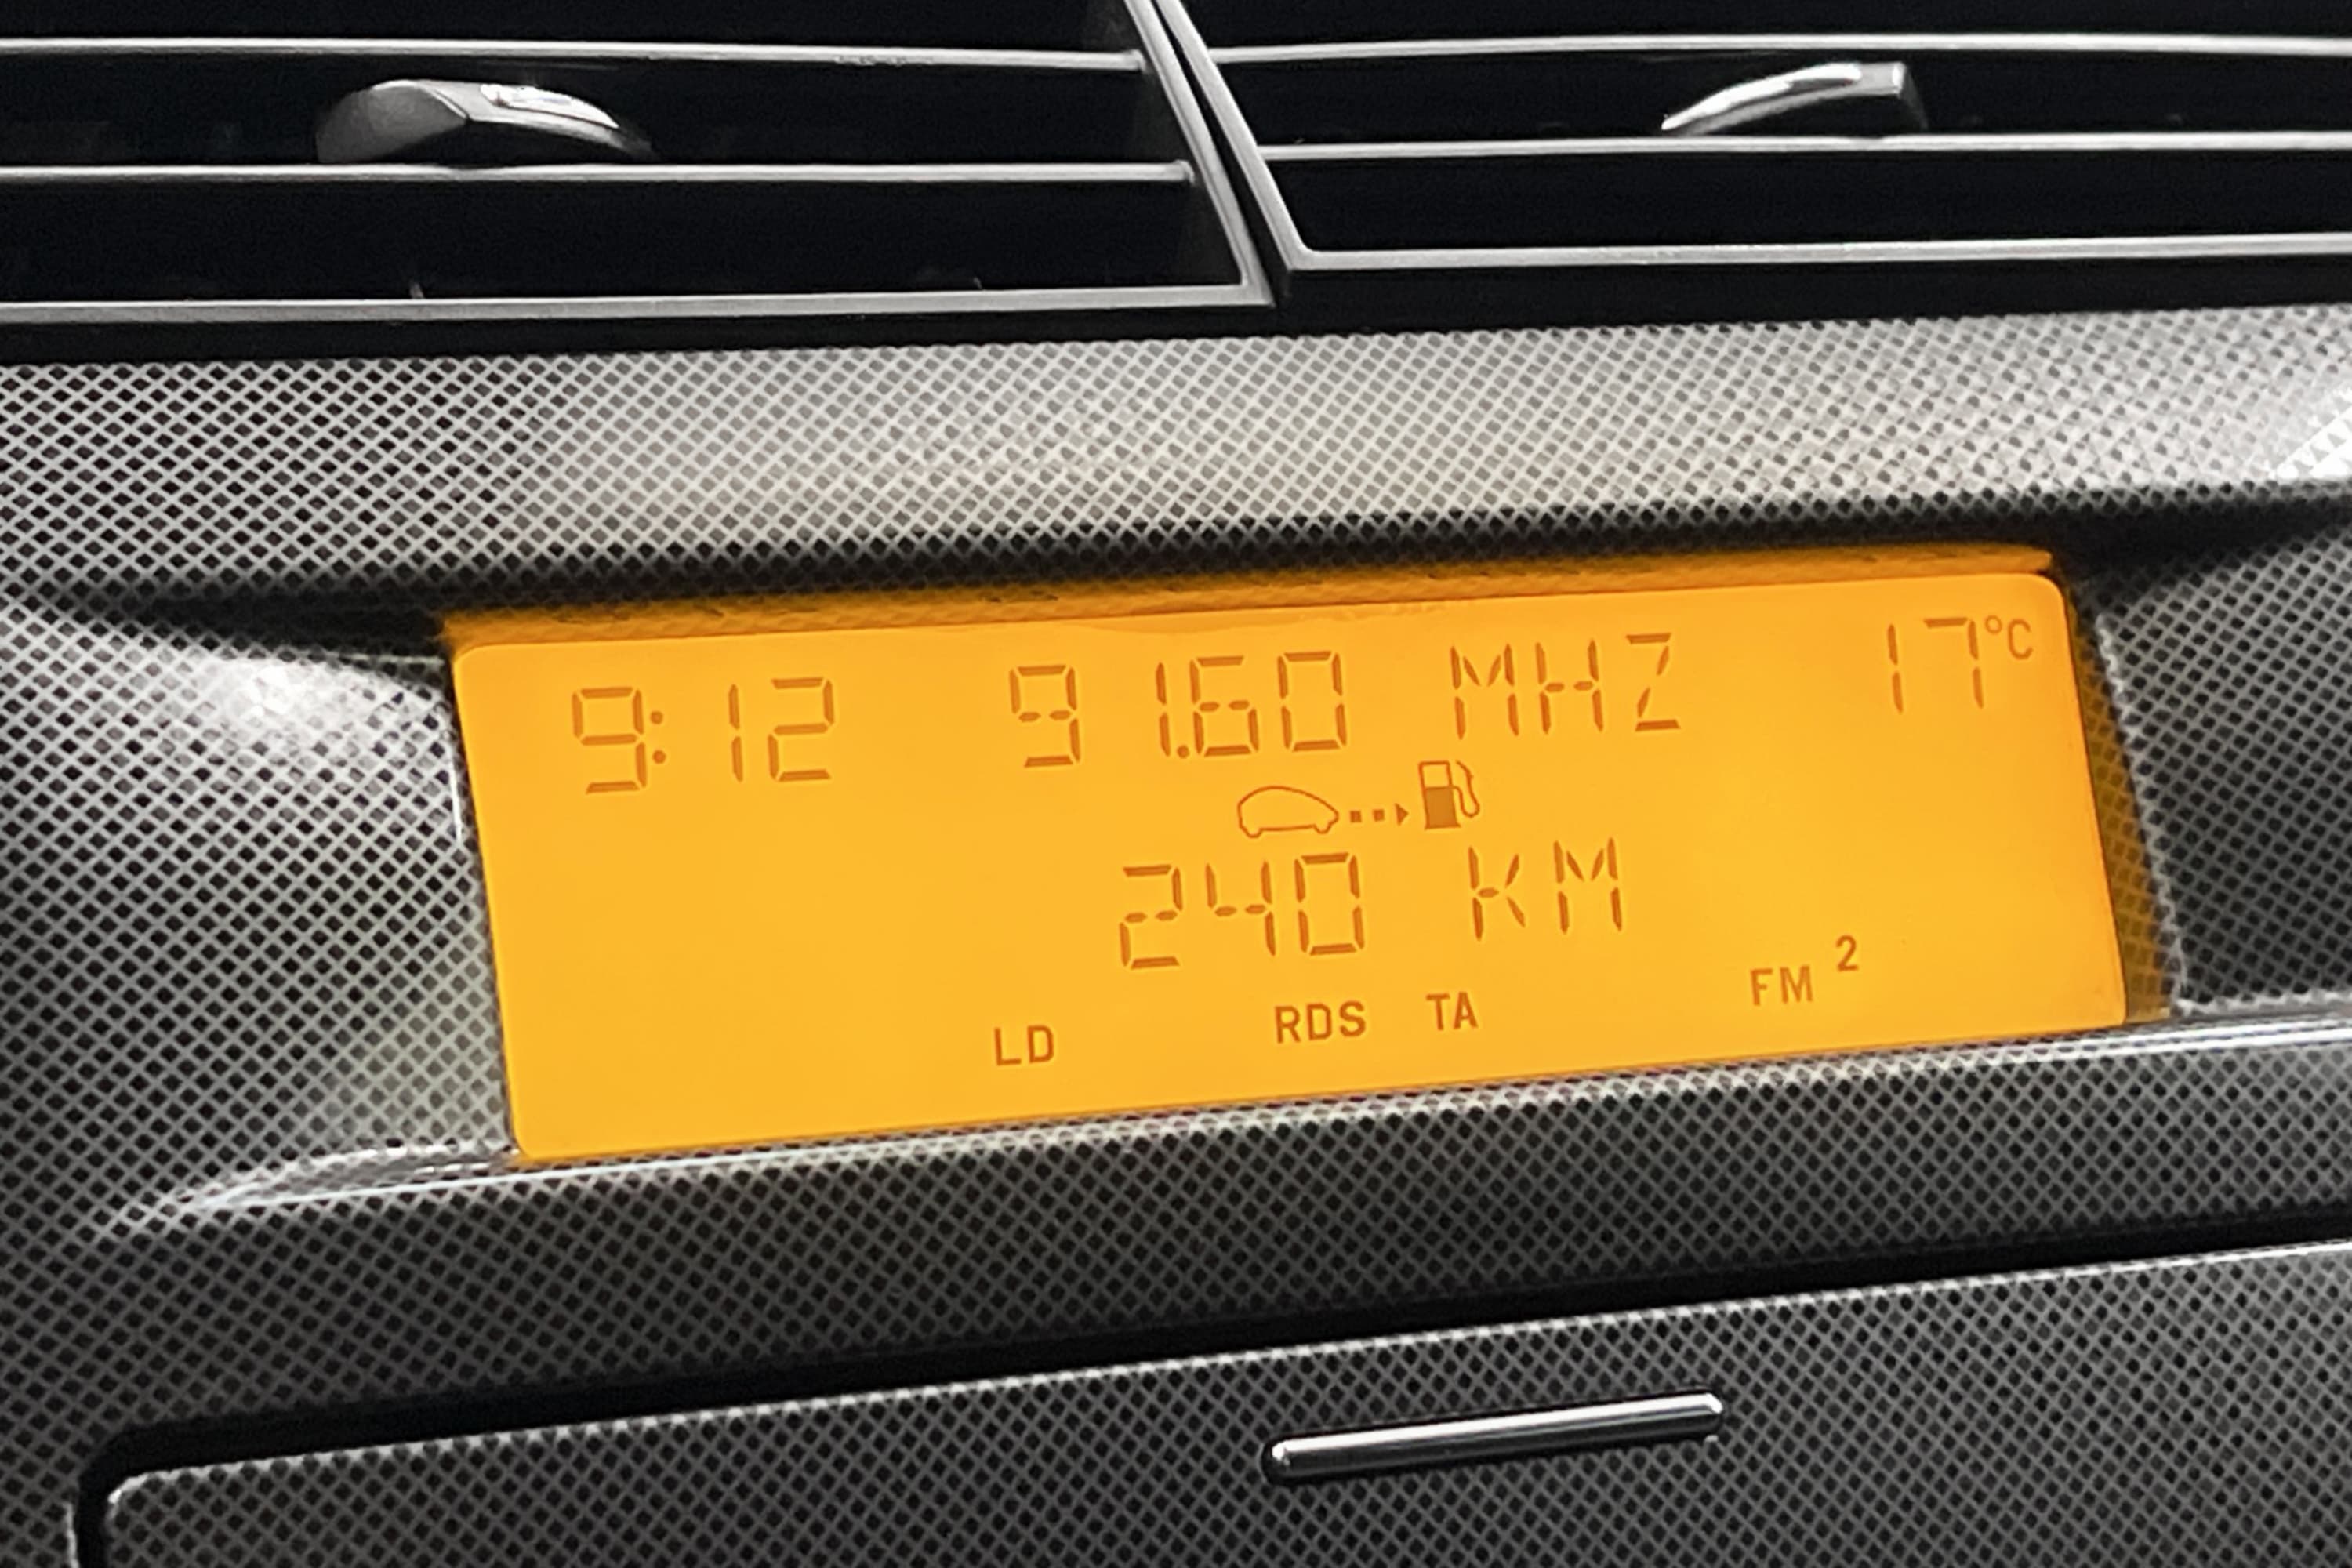 9:12 91.60 MHZ 17°C
240 KM
LD RDS TA FM 2